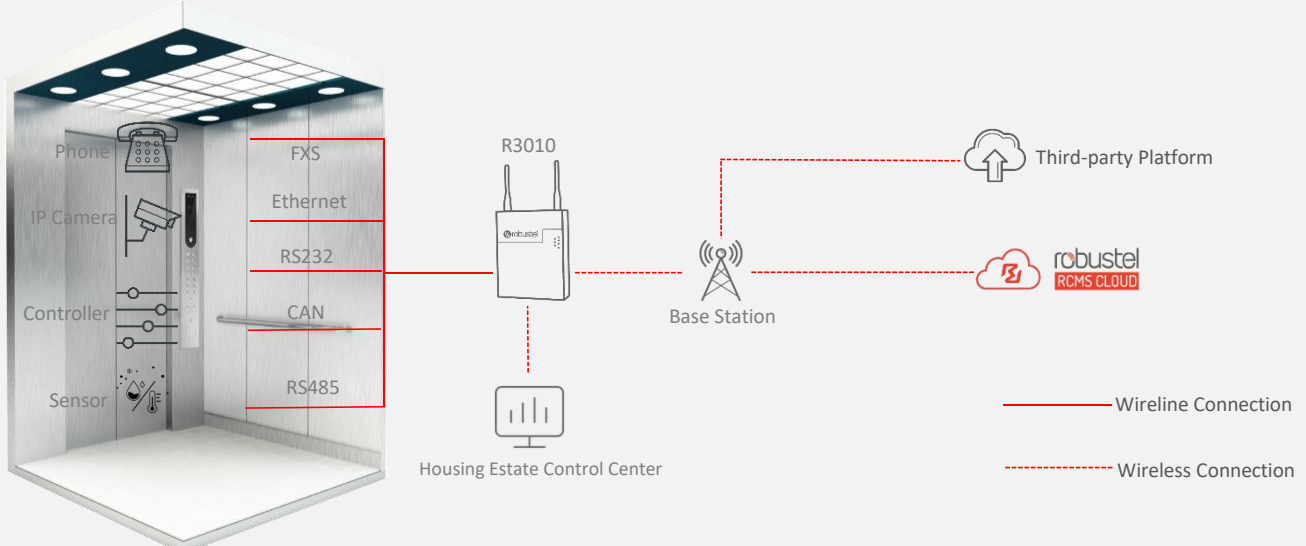 Phone
FXS
IP Camera
Ethernet
RS232
Controller
CAN
Sensor
RS485
R3010
robustel
Base Station
Housing Estate Control Center
Third-party Platform
robustel
RCMS CLOUD
Wireline Connection
Wireless Connection